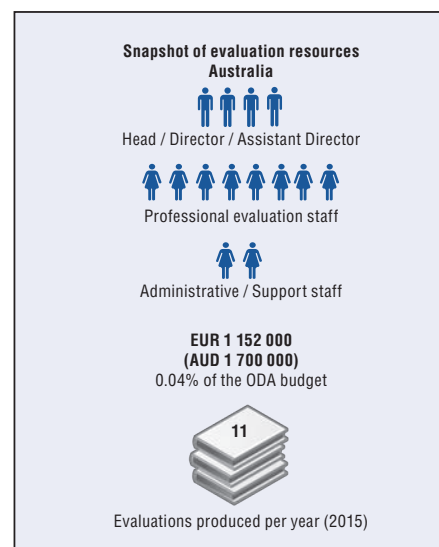 Snapshot of evaluation resources
Australia
Head / Director / Assistant Director
Professional evaluation staff
Administrative / Support staff
EUR 1 152 000
(AUD 1 700 000)
0.04% of the ODA budget
11
Evaluations produced per year (2015)